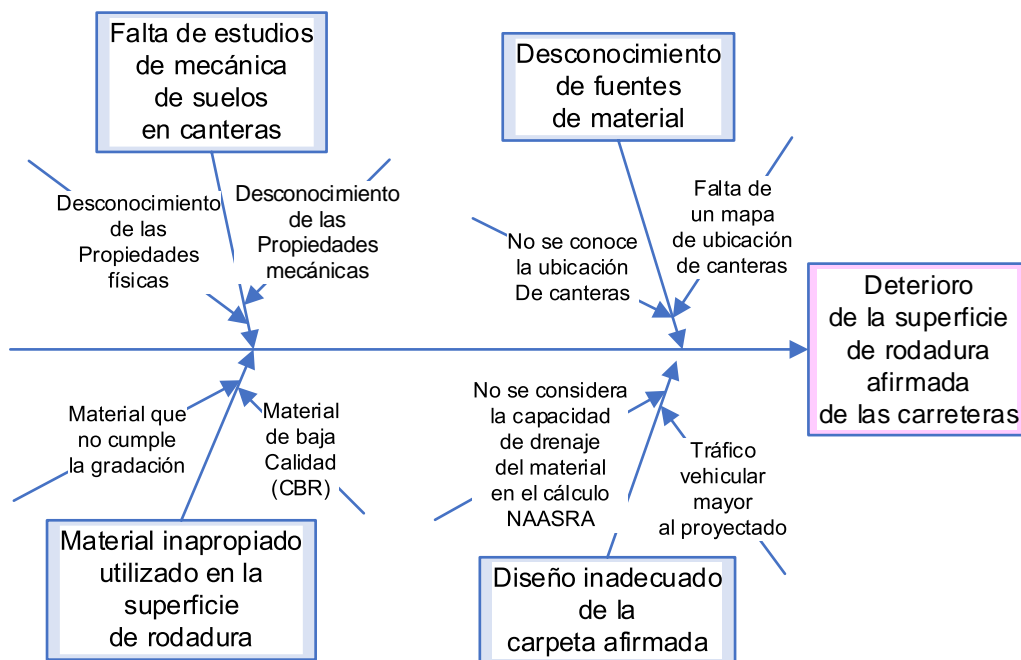 Falta de estudios
de mecánica
de suelos
en canteras
Desconocimiento
de fuentes
de material
Desconocimiento
de las
Propiedades
físicas
Desconocimiento
de las
Propiedades
mecánicas
No se conoce
la ubicación
De canteras
Falta de
un mapa
de ubicación
de canteras
Deterioro
de la superficie
de rodadura
afirmada
de las carreteras
Material que
no cumple
la gradación
Material
de baja
Calidad
(CBR)
No se considera
la capacidad
de drenaje
del material
en el cálculo
NAASRA
Tráfico
vehicular
mayor
al proyectado
Material inapropiado
utilizado en la
superficie
de rodadura
Diseño inadecuado
de la
carpeta afirmada